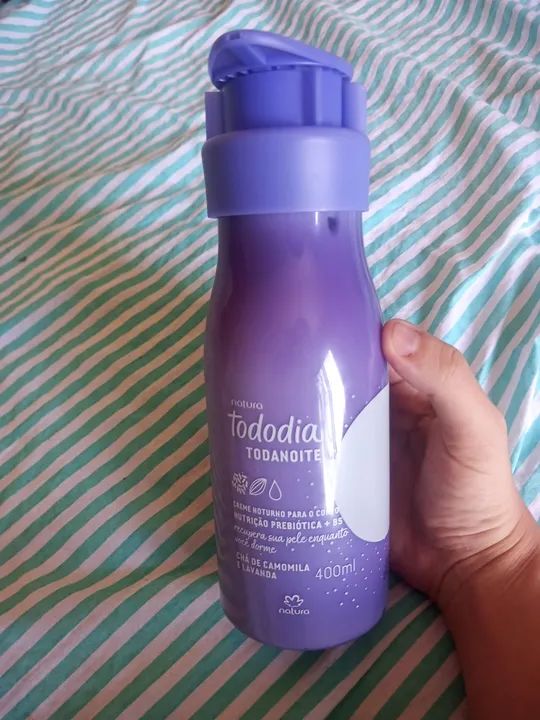 natura
tododia
TODANOITE
CREME NOTURNO PARA O CORPO
NUTRIÇÃO PREBIÓTICA + B5
recupera sua pele enquanto
você dorme
CHÁ DE CAMOMILA
E LAVANDA
400ml
natura